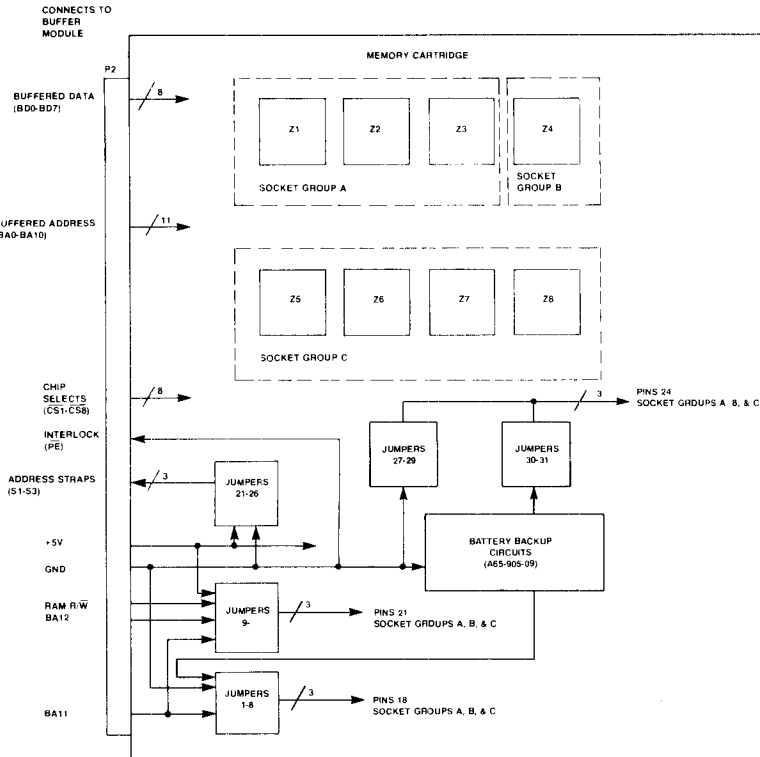 CONNECTS TO
BUFFER
MODULE
MEMORY CARTRIDGE
P2
8
BUFFERED DATA
(BD0-BD7)
Z1
Z2
Z3
Z4
SOCKET GROUP A
SOCKET
GROUP B
11
UFFERED ADDRESS
BA0-BA10)
Z5
Z6
Z7
Z8
SOCKET GROUP C
CHIP
SELECTS
(CS1-CS8)
8
3
PINS 24
SOCKET GROUPS A, B, & C
INTERLOCK
(PE)
JUMPERS
27-29
JUMPERS
30-31
ADDRESS STRAPS
(S1-S3)
3
JUMPERS
21-26
+5V
BATTERY BACKUP
CIRCUITS
(A65-905-09)
GND
RAM R/W
BA12
JUMPERS
9-
3
PINS 21
SOCKET GROUPS A, B, & C
JUMPERS
1-8
3
PINS 18
SOCKET GROUPS A, B, & C
BA11